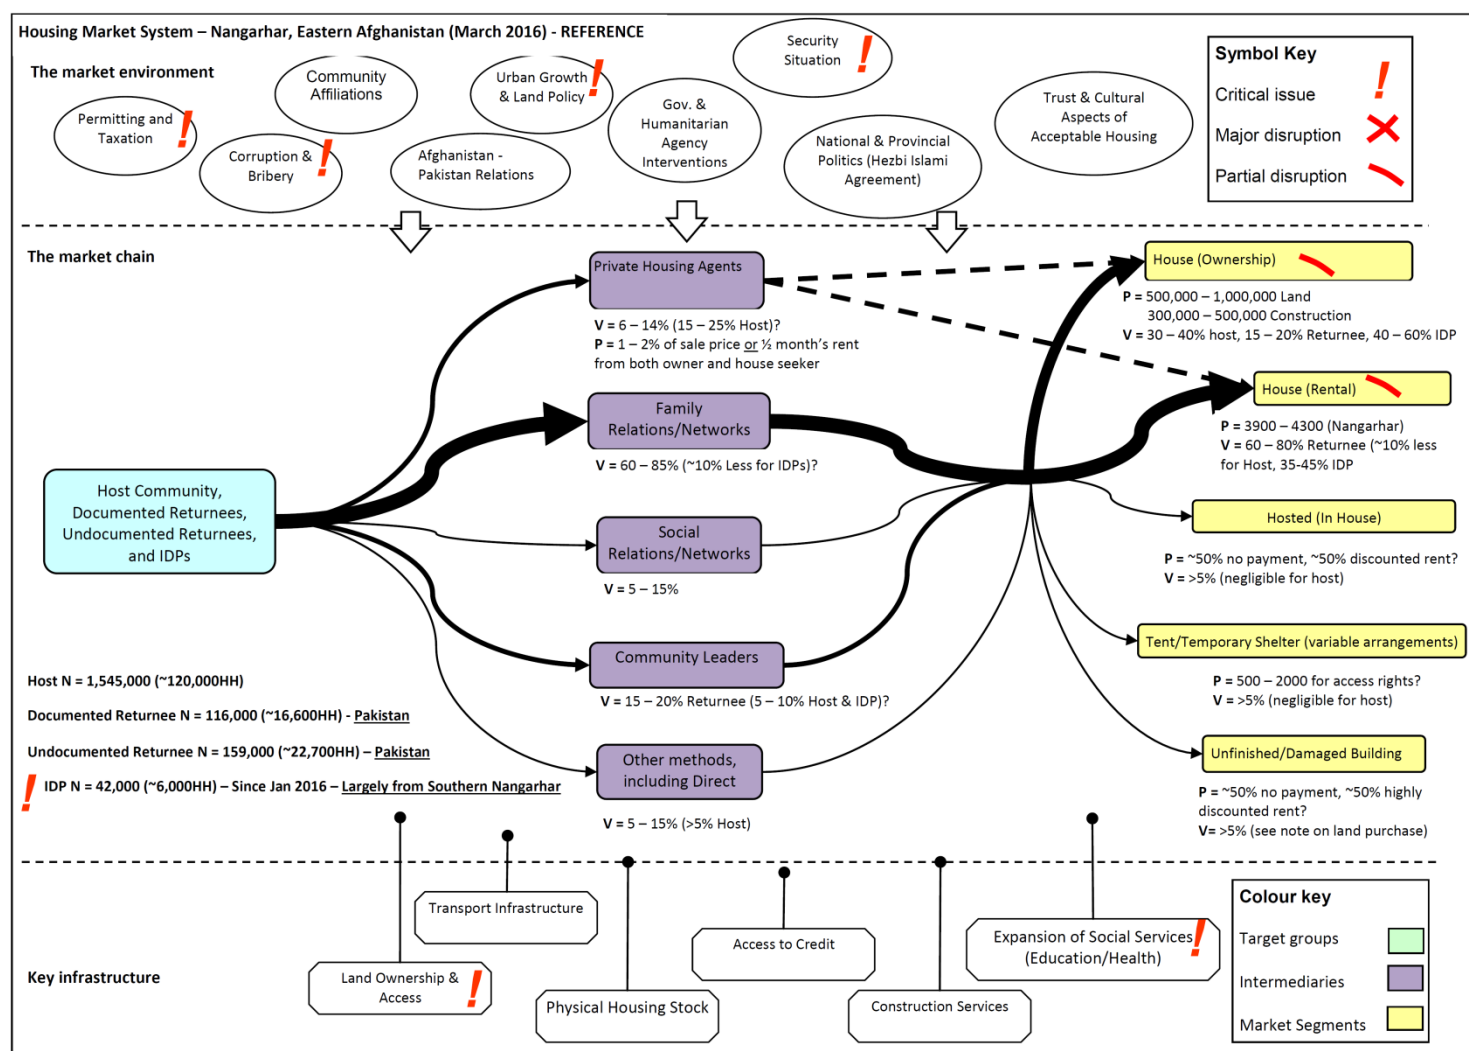 Housing Market System – Nangarhar, Eastern Afghanistan (March 2016) - REFERENCE
The market environment
Permitting and
Taxation
Community
Affiliations
Corruption &
Bribery
Urban Growth
& Land Policy
Afghanistan -
Pakistan Relations
Gov. &
Humanitarian
Agency
Interventions
Security
Situation
National & Provincial
Politics (Hezbi Islami
Agreement)
Trust & Cultural
Aspects of
Acceptable Housing
Symbol Key
Critical issue
Major disruption
Partial disruption
The market chain
Host Community,
Documented Returnees,
Undocumented Returnees,
and IDPs
Host N = 1,545,000 (~120,000HH)
Documented Returnee N = 116,000 (~16,600HH) - Pakistan
Undocumented Returnee N = 159,000 (~22,700HH) – Pakistan
IDP N = 42,000 (~6,000HH) – Since Jan 2016 – Largely from Southern Nangarhar
Private Housing Agents
V = 6 – 14% (15 – 25% Host)?
P = 1 – 2% of sale price or ½ month's rent
from both owner and house seeker
Family
Relations/Networks
V = 60 – 85% (~10% Less for IDPs)?
Social
Relations/Networks
V = 5 – 15%
Community Leaders
V = 15 – 20% Returnee (5 – 10% Host & IDP)?
Other methods,
including Direct
V = 5 – 15% (>5% Host)
House (Ownership)
P = 500,000 – 1,000,000 Land
300,000 – 500,000 Construction
V = 30 – 40% host, 15 – 20% Returnee, 40 – 60% IDP
House (Rental)
P = 3900 – 4300 (Nangarhar)
V = 60 – 80% Returnee (~10% less
for Host, 35-45% IDP
Hosted (In House)
P = ~50% no payment, ~50% discounted rent?
V = >5% (negligible for host)
Tent/Temporary Shelter (variable arrangements)
P = 500 – 2000 for access rights?
V = >5% (negligible for host)
Unfinished/Damaged Building
P = ~50% no payment, ~50% highly
discounted rent?
V= >5% (see note on land purchase)
Key infrastructure
Land Ownership &
Access
Transport Infrastructure
Physical Housing Stock
Access to Credit
Construction Services
Expansion of Social Services
(Education/Health)
Colour key
Target groups
Intermediaries
Market Segments